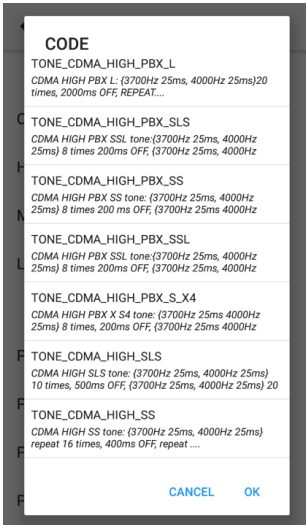 CODE
TONE_CDMA_HIGH_PBX_L
CDMA HIGH PBX L: {3700Hz 25ms, 4000Hz 25ms}20
times, 2000ms OFF, REPEAT....
TONE_CDMA_HIGH_PBX_SLS
CDMA HIGH PBX SSL tone:{3700Hz 25ms, 4000Hz
25ms} 8 times 200ms OFF, {3700Hz 25ms, 4000Hz
TONE_CDMA_HIGH_PBX_SS
CDMA HIGH PBX SS tone: {3700Hz 25ms, 4000Hz
25ms} 8 times 200 ms OFF, {3700Hz 25ms 4000Hz
TONE_CDMA_HIGH_PBX_SSL
CDMA HIGH PBX SSL tone:{3700Hz 25ms, 4000Hz
25ms} 8 times 200ms OFF, {3700Hz 25ms, 4000Hz
TONE_CDMA_HIGH_PBX_S_X4
CDMA HIGH PBX X S4 tone: {3700Hz 25ms 4000Hz
25ms} 8 times, 200ms OFF, {3700Hz 25ms 4000Hz
TONE_CDMA_HIGH_SLS
CDMA HIGH SLS tone: {3700Hz 25ms, 4000Hz 25ms}
10 times, 500ms OFF, {3700Hz 25ms, 4000Hz 25ms} 20
TONE_CDMA_HIGH_SS
CDMA HIGH SS tone: {3700Hz 25ms, 4000Hz 25ms}
repeat 16 times, 400ms OFF, repeat ....
CANCEL OK